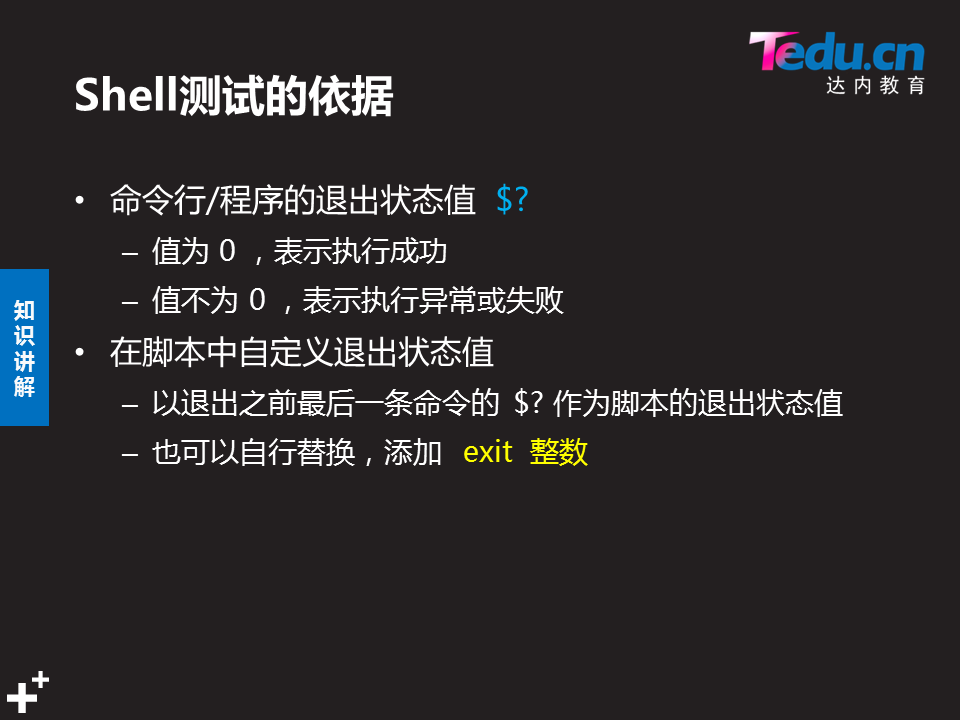 Tedu.cn
达内教育
Shell测试的依据
• 命令行/程序的退出状态值 $?
– 值为 0 ，表示执行成功
– 值不为 0 ，表示执行异常或失败
• 在脚本中自定义退出状态值
– 以退出之前最后一条命令的 $? 作为脚本的退出状态值
– 也可以自行替换，添加 exit 整数
知
识
讲
解